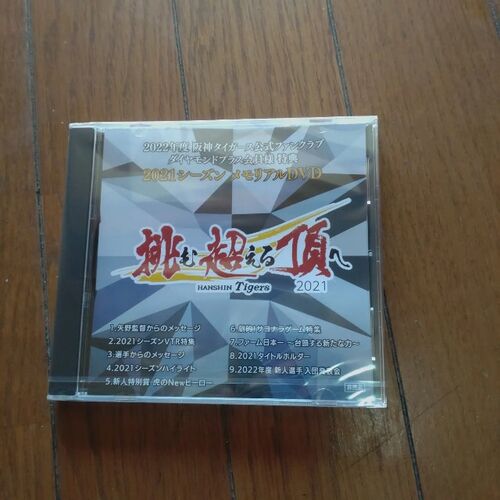 2022年度 阪神タイガース公式ファンクラブ
ダイヤモンドプラス会員様 特典
2021シーズン メモリアルDVD
挑む 超える 頂へ
HANSHIN Tigers 2021
1.矢野監督からのメッセージ
2.2021シーズンVTR特集
3.選手からのメッセージ
4.2021シーズンハイライト
5.新人特別賞 虎のNewヒーロー
6.劇的!サヨナラゲーム特集
7.ファーム日本一 ～台頭する新たな力～
8.2021タイトルホルダー
9.2022年度 新人選手入団発表会